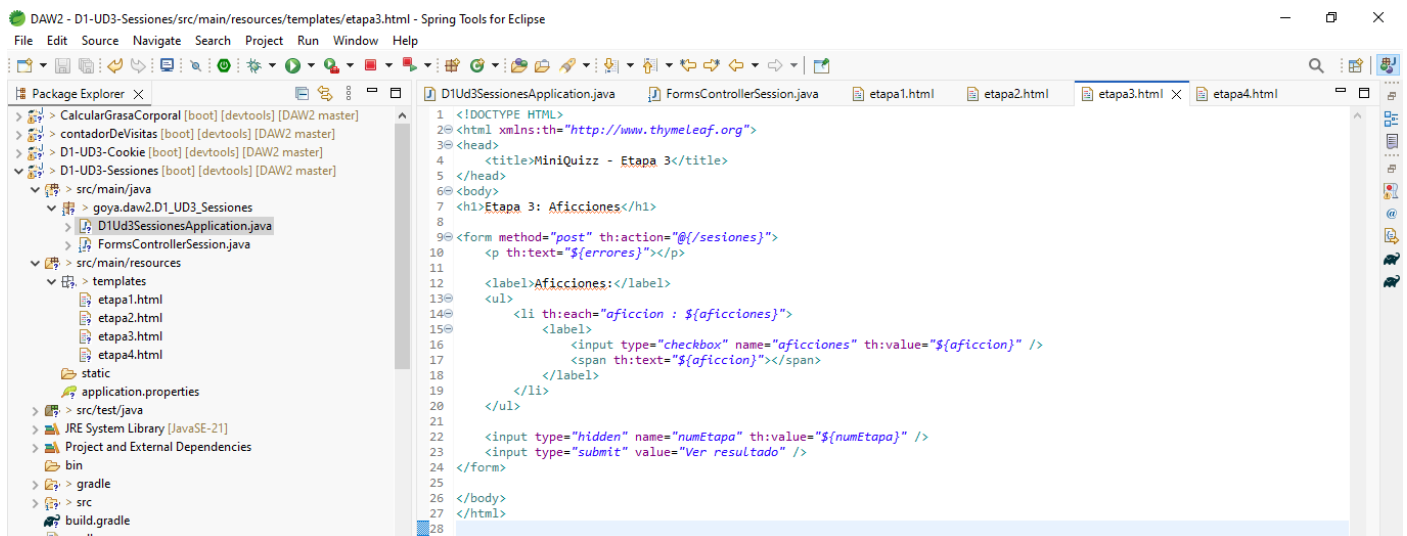 DAW2 - D1-UD3-Sessiones/src/main/resources/templates/etapa3.html - Spring Tools for Eclipse
File Edit Source Navigate Search Project Run Window Help
Package Explorer
> CalcularGrasaCorporal [boot] [devtools] [DAW2 master]
> contadorDeVisitas [boot] [devtools] [DAW2 master]
> D1-UD3-Cookie [boot] [devtools] [DAW2 master]
> D1-UD3-Sessiones [boot] [devtools] [DAW2 master]
> src/main/java
> goya.daw2.D1_UD3_Sessiones
> D1Ud3SessionesApplication.java
> FormsControllerSession.java
> src/main/resources
> templates
etapa1.html
etapa2.html
etapa3.html
etapa4.html
static
application.properties
> src/test/java
JRE System Library [JavaSE-21]
Project and External Dependencies
bin
> gradle
> src
build.gradle
D1Ud3SessionesApplication.java FormsControllerSession.java etapa1.html etapa2.html etapa3.html etapa4.html
1 <!DOCTYPE HTML>
2 <html xmlns:th="http://www.thymeleaf.org">
3 <head>
4 <title>MiniQuizz - Etapa 3</title>
5 </head>
6 <body>
7 <h1>Etapa 3: Aficciones</h1>
8
9 <form method="post" th:action="@{/sesiones}">
10 <p th:text="${errores}"></p>
11
12 <label>Aficciones:</label>
13 <ul>
14 <li th:each="aficcion : ${aficciones}">
15 <label>
16 <input type="checkbox" name="aficciones" th:value="${aficcion}" />
17 <span th:text="${aficcion}"></span>
18 </label>
19 </li>
20 </ul>
21
22 <input type="hidden" name="numEtapa" th:value="${numEtapa}" />
23 <input type="submit" value="Ver resultado" />
24 </form>
25
26 </body>
27 </html>
28